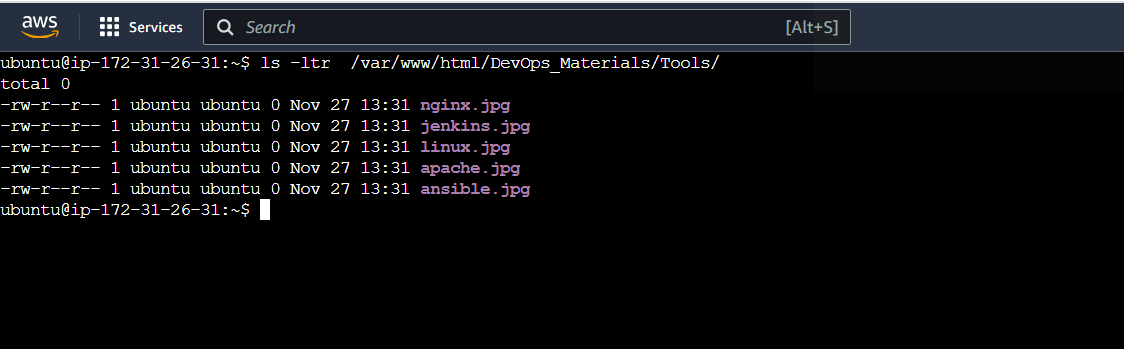 aws Services Search [Alt+S]
ubuntu@ip-172-31-26-31:~$ ls -ltr  /var/www/html/DevOps_Materials/Tools/
total 0
-rw-r--r-- 1 ubuntu ubuntu 0 Nov 27 13:31 nginx.jpg
-rw-r--r-- 1 ubuntu ubuntu 0 Nov 27 13:31 jenkins.jpg
-rw-r--r-- 1 ubuntu ubuntu 0 Nov 27 13:31 linux.jpg
-rw-r--r-- 1 ubuntu ubuntu 0 Nov 27 13:31 apache.jpg
-rw-r--r-- 1 ubuntu ubuntu 0 Nov 27 13:31 ansible.jpg
ubuntu@ip-172-31-26-31:~$